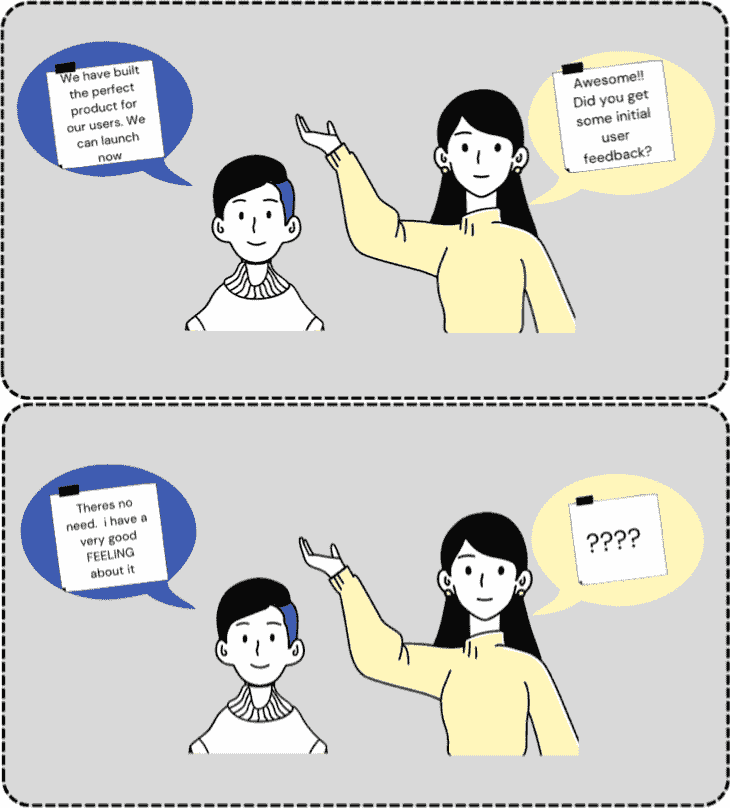 We have built
the perfect
product for
our users. We
can launch
now
Awesome!!
Did you get
some initial
user
feedback?
Theres no
need. i have a
very good
FEELING
about it
????